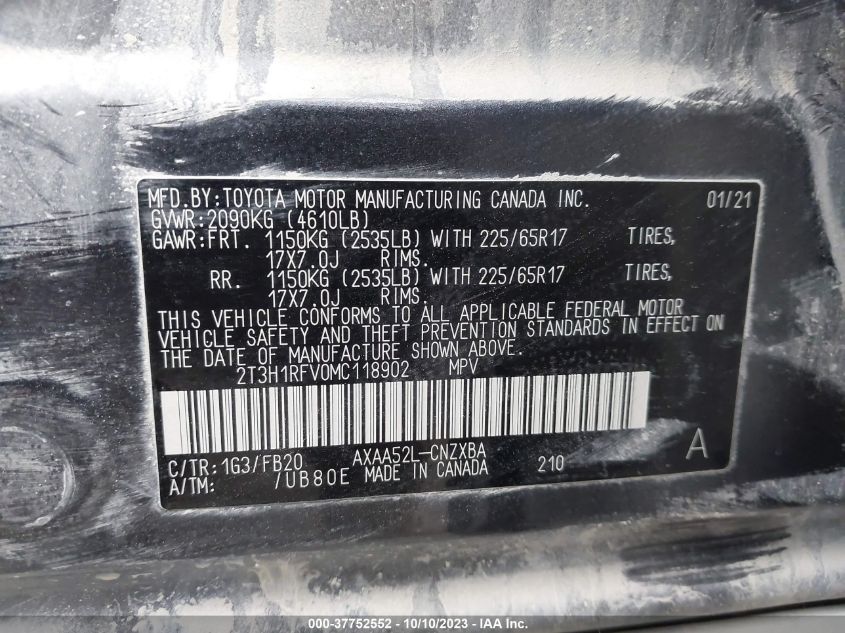 MFD.BY:TOYOTA MOTOR MANUFACTURING CANADA INC. 01/21
GVWR:2090KG (4610LB)
GAWR:FRT. 1150KG (2535LB) WITH 225/65R17 TIRES,
17X7.0J RIMS.
RR. 1150KG (2535LB) WITH 225/65R17 TIRES,
17X7.0J RIMS.
THIS VEHICLE CONFORMS TO ALL APPLICABLE FEDERAL MOTOR
VEHICLE SAFETY AND THEFT PREVENTION STANDARDS IN EFFECT ON
THE DATE OF MANUFACTURE SHOWN ABOVE.
2T3H1RFV0MC118902 MPV
C/TR:1G3/FB20 AXAA52L-CNZXBA 210 A
A/TM: /UB80E MADE IN CANADA
000-37752552 - 10/10/2023 - IAA Inc.